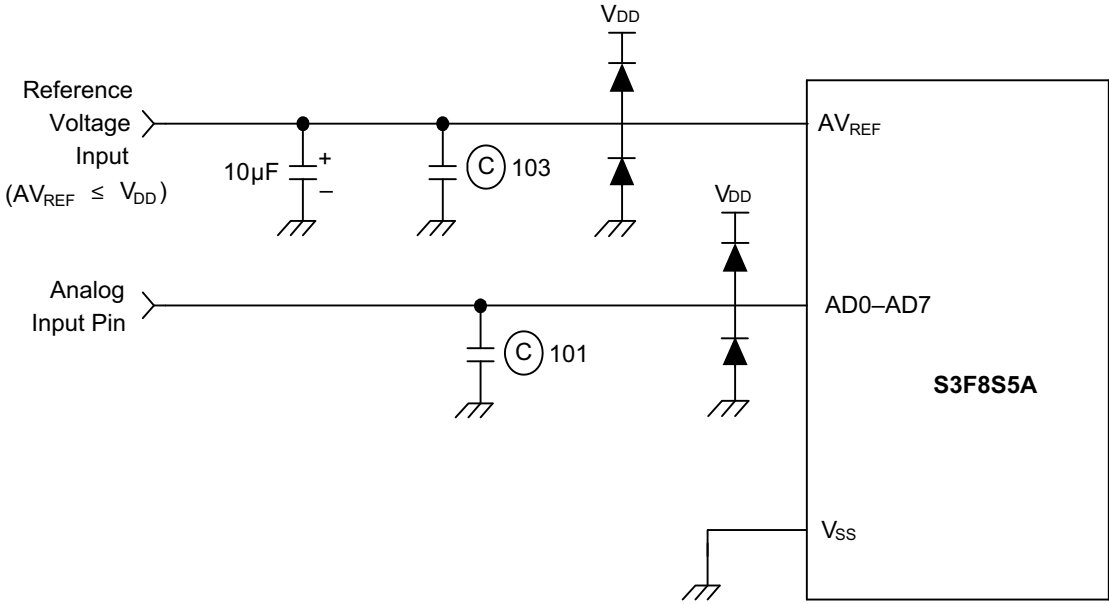 VDD
Reference
Voltage
Input
(AVREF ≤ VDD)
10µF
+
–
C 103
AVREF
VDD
Analog
Input Pin
C 101
AD0–AD7
S3F8S5A
VSS